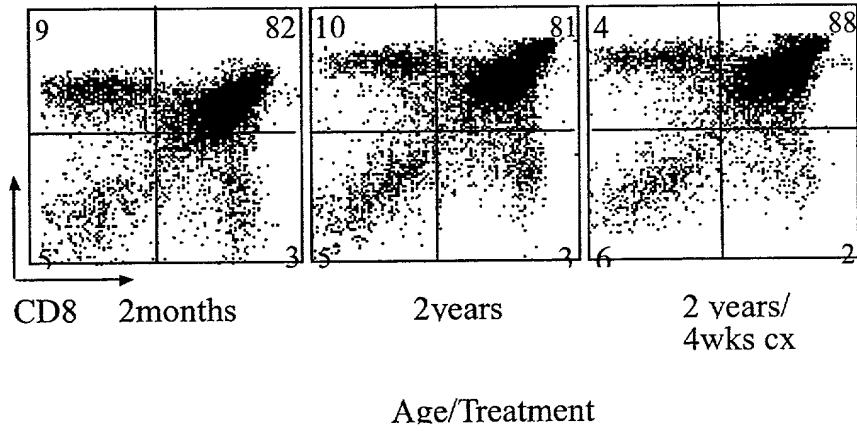 9 82 10 81 4 88
5 3 5 3 6 2
CD8 2months 2years 2 years/
4wks cx
Age/Treatment